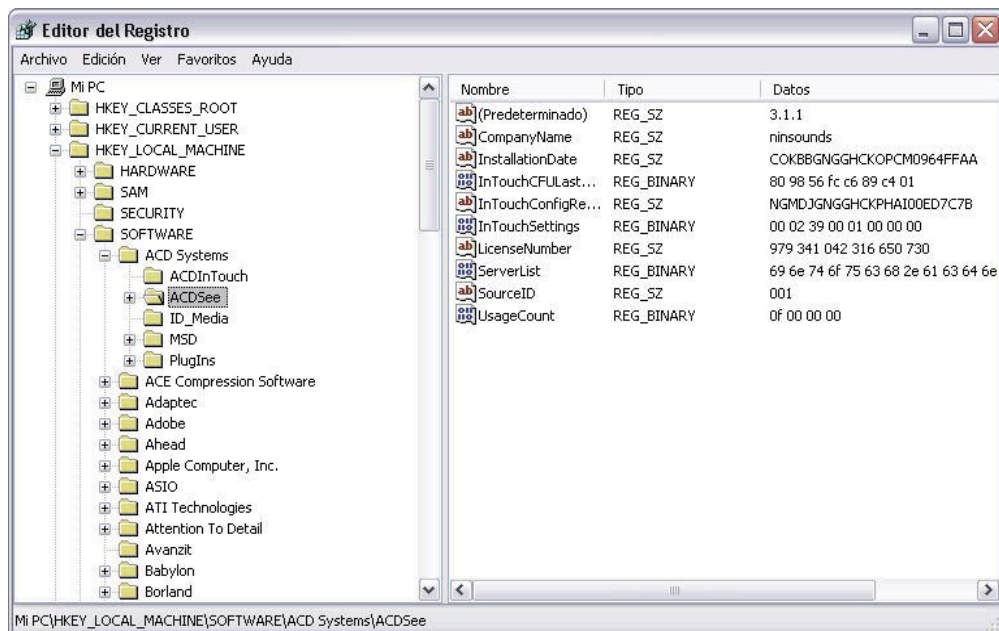 Editor del Registro
Archivo Edición Ver Favoritos Ayuda
Mi PC
HKEY_CLASSES_ROOT
HKEY_CURRENT_USER
HKEY_LOCAL_MACHINE
HARDWARE
SAM
SECURITY
SOFTWARE
ACD Systems
ACDInTouch
ACDSee
ID_Media
MSD
PlugIns
ACE Compression Software
Adaptec
Adobe
Ahead
Apple Computer, Inc.
ASIO
ATI Technologies
Attention To Detail
Avanzit
Babylon
Borland
Nombre Tipo Datos
(Predeterminado) REG_SZ 3.1.1
CompanyName REG_SZ ninsounds
InstallationDate REG_SZ COKBBGNGGHCKOPCM0964FFAA
InTouchCFULast... REG_BINARY 80 98 56 fc c6 89 c4 01
InTouchConfigRe... REG_SZ NGMDJGNGGHCKPHAI00ED7C7B
InTouchSettings REG_BINARY 00 02 39 00 01 00 00 00
LicenseNumber REG_SZ 979 341 042 316 650 730
ServerList REG_BINARY 69 6e 74 6f 75 63 68 2e 61 63 64 6e
SourceID REG_SZ 001
UsageCount REG_BINARY 0f 00 00 00
Mi PC\HKEY_LOCAL_MACHINE\SOFTWARE\ACD Systems\ACDSee